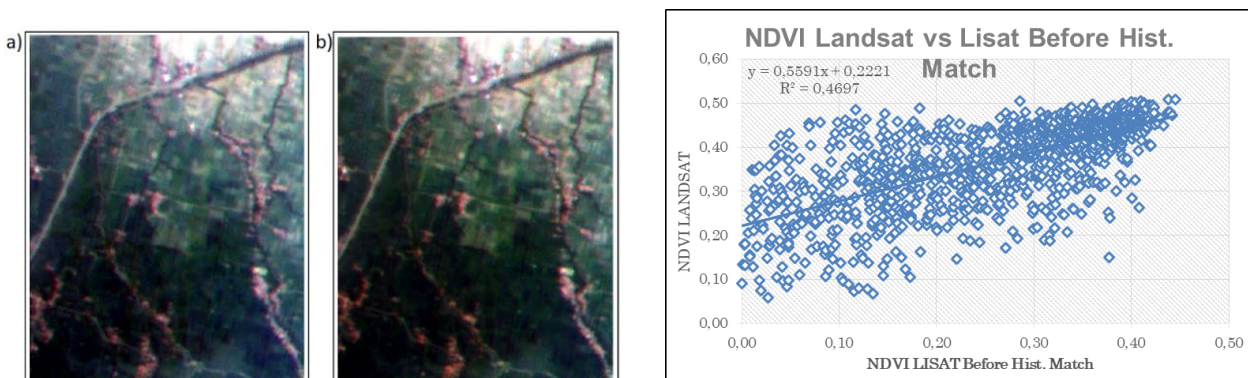 a)
b)
NDVI Landsat vs Lisat Before Hist.
Match
y = 0,5591x + 0,2221
R² = 0,4697
0,60
0,50
0,40
0,30
0,20
0,10
0,00
NDVI LANDSAT
0,00 0,10 0,20 0,30 0,40 0,50
NDVI LISAT Before Hist. Match